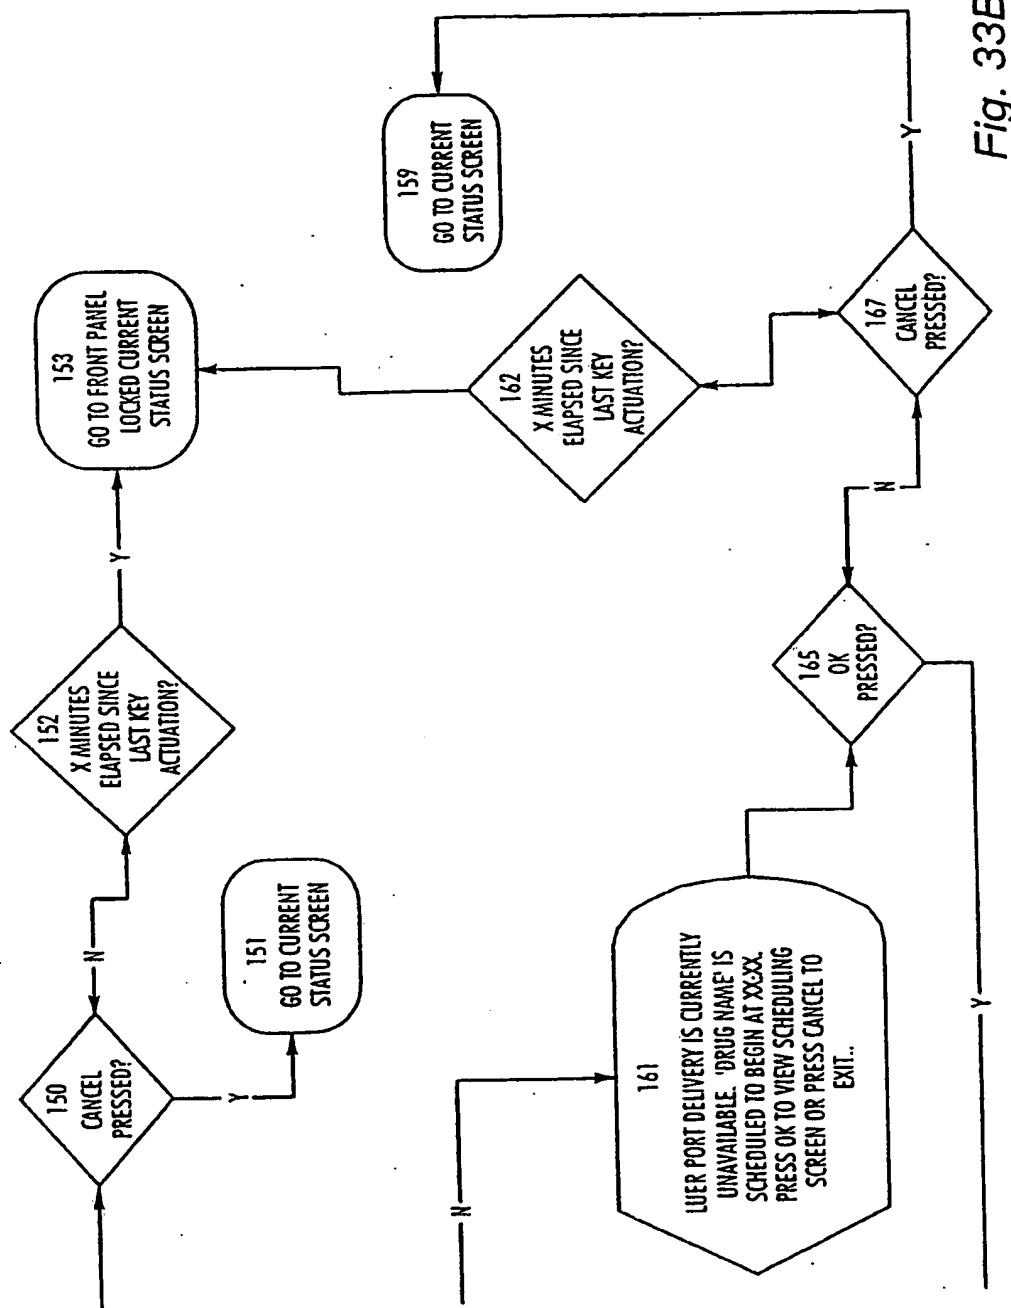 150
CANCEL
PRESSED?
N
Y
151
GO TO CURRENT
STATUS SCREEN
152
X MINUTES
ELAPSED SINCE
LAST KEY
ACTUATION?
Y
153
GO TO FRONT PANEL
LOCKED CURRENT
STATUS SCREEN
N
161
LUER PORT DELIVERY IS CURRENTLY
UNAVAILABLE. 'DRUG NAME' IS
SCHEDULED TO BEGIN AT XX:XX.
PRESS OK TO VIEW SCHEDULING
SCREEN OR PRESS CANCEL TO
EXIT..
165
OK
PRESSED?
Y
N
162
X MINUTES
ELAPSED SINCE
LAST KEY
ACTUATION?
167
CANCEL
PRESSED?
Y
159
GO TO CURRENT
STATUS SCREEN
Fig. 33B